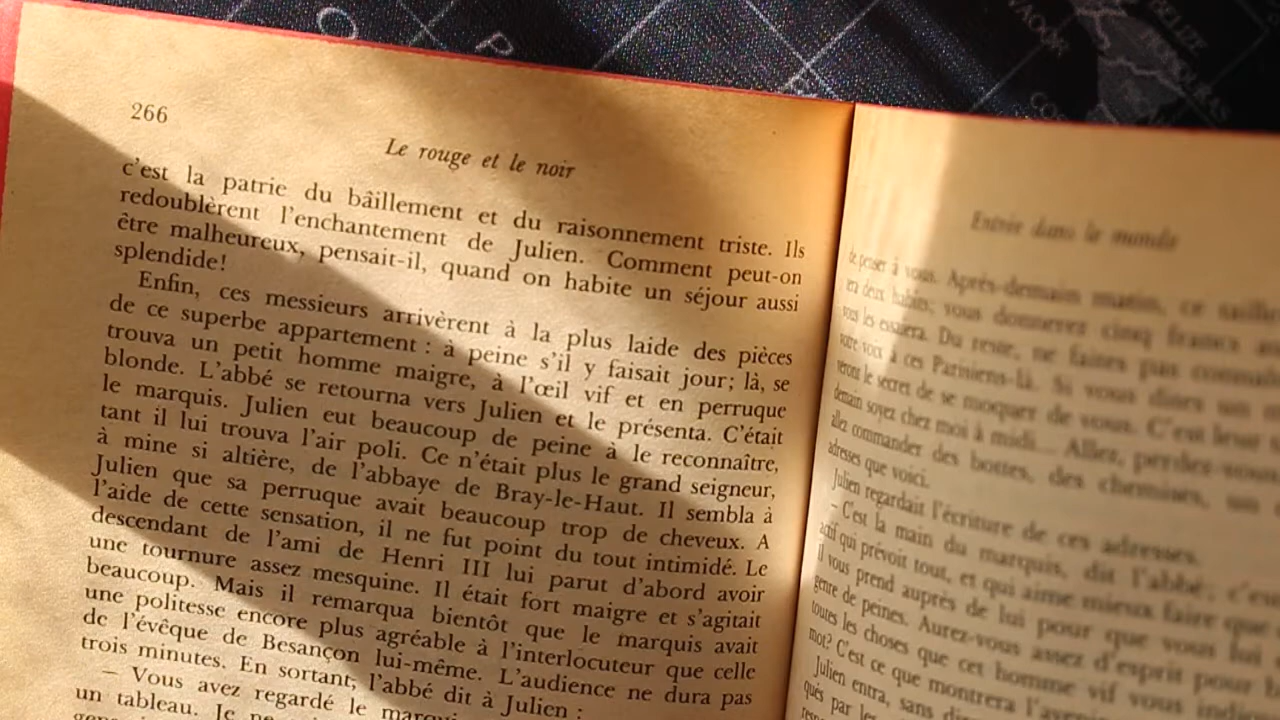 266
Le rouge et le noir
c'est la patrie du bâillement et du raisonnement triste. Ils
redoublèrent l'enchantement de Julien. Comment peut-on
être malheureux, pensait-il, quand on habite un séjour aussi
splendide!
Enfin, ces messieurs arrivèrent à la plus laide des pièces
de ce superbe appartement : à peine s'il y faisait jour; là, se
trouva un petit homme maigre, à l'œil vif et en perruque
blonde. L'abbé se retourna vers Julien et le présenta. C'était
le marquis. Julien eut beaucoup de peine à le reconnaître,
tant il lui trouva l'air poli. Ce n'était plus le grand seigneur,
à mine si altière, de l'abbaye de Bray-le-Haut. Il sembla à
Julien que sa perruque avait beaucoup trop de cheveux. A
l'aide de cette sensation, il ne fut point du tout intimidé. Le
descendant de l'ami de Henri III lui parut d'abord avoir
une tournure assez mesquine. Il était fort maigre et s'agitait
beaucoup. Mais il remarqua bientôt que le marquis avait
une politesse encore plus agréable à l'interlocuteur que celle
de l'évêque de Besançon lui-même. L'audience ne dura pas
trois minutes. En sortant, l'abbé dit à Julien :
— Vous avez regardé le
un tableau. Je ne
Entrée dans le monde
de penser à vous. Après-demain matin, ce
deux habits; vous donnerez cinq francs
vous les essaiera. Du reste, ne faites pas
votre voix à ces Parisiens-là. Si vous dites un
le secret de se moquer de vous. C'est leur
demain soyez chez moi à midi... Allez,
allez commander des bottes, des chemises, un
adresses que voici.
Julien regardait l'écriture de ces adresses.
– C'est la main du marquis, dit l'abbé; c'est
actif qui prévoit tout, et qui aime mieux faire que
Il vous prend auprès de lui pour que vous lui
genre de peines. Aurez-vous assez d'esprit pour
toutes les choses que cet homme vif vous
mot? C'est ce que montrera
Julien entra, sans
qués par les
BELIZE
HONDURAS